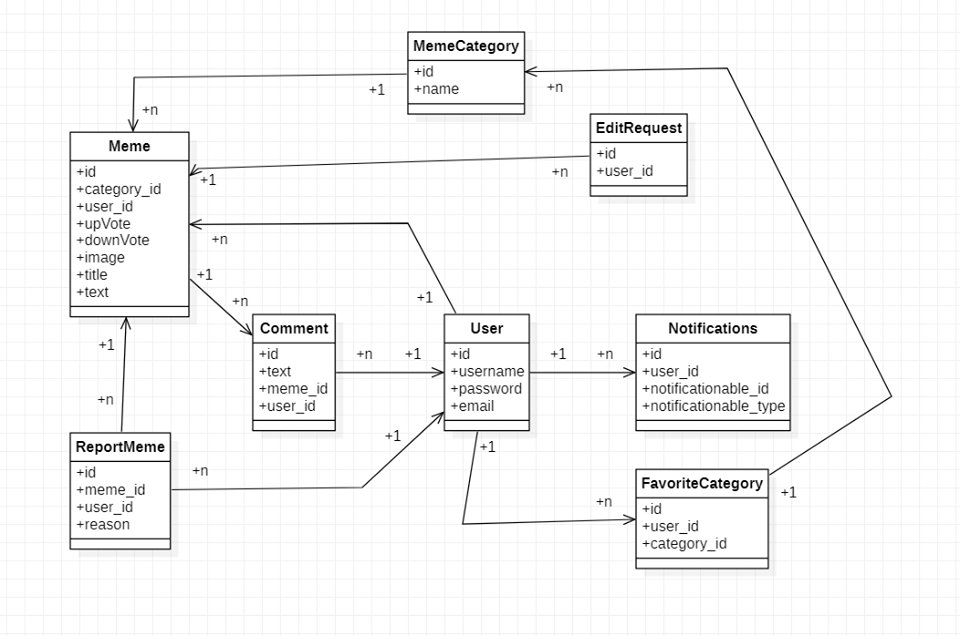 MemeCategory
+id
+name
+1
+n
+n
EditRequest
+id
+user_id
+n
+1
Meme
+id
+category_id
+user_id
+upVote
+downVote
+image
+title
+text
+n
+1
+n
+1
Comment
+id
+text
+meme_id
+user_id
+n
+1
User
+id
+username
+password
+email
+1
+n
Notifications
+id
+user_id
+notificationable_id
+notificationable_type
+1
+n
ReportMeme
+id
+meme_id
+user_id
+reason
+n
+1
+1
+n
FavoriteCategory
+id
+user_id
+category_id
+1